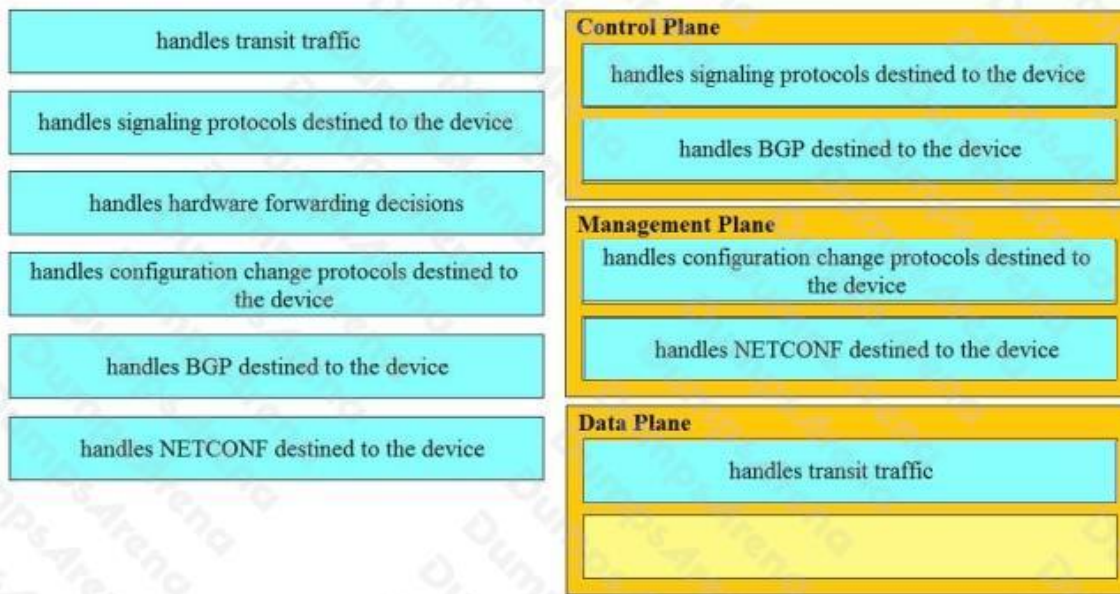 handles transit traffic
handles signaling protocols destined to the device
handles hardware forwarding decisions
handles configuration change protocols destined to
the device
handles BGP destined to the device
handles NETCONF destined to the device
Control Plane
handles signaling protocols destined to the device
handles BGP destined to the device
Management Plane
handles configuration change protocols destined to
the device
handles NETCONF destined to the device
Data Plane
handles transit traffic
DumpsArena